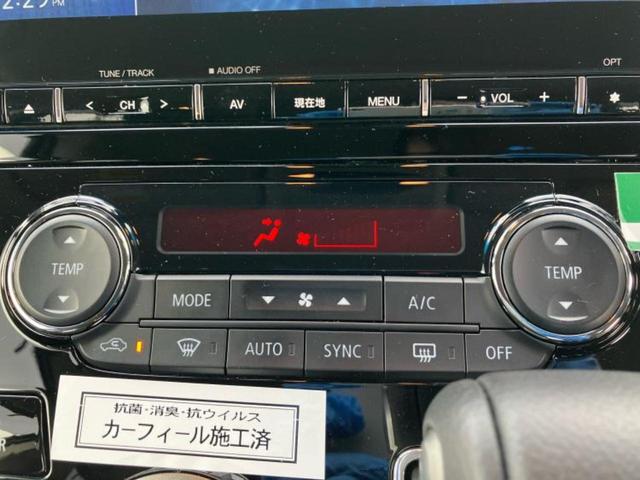 TUNE / TRACK
■ AUDIO OFF
OPT
< CH >
AV
現在地
MENU
− VOL +
TEMP
TEMP
MODE
A/C
AUTO
SYNC
OFF
抗菌・消臭・抗ウイルス
カーフィール施工済